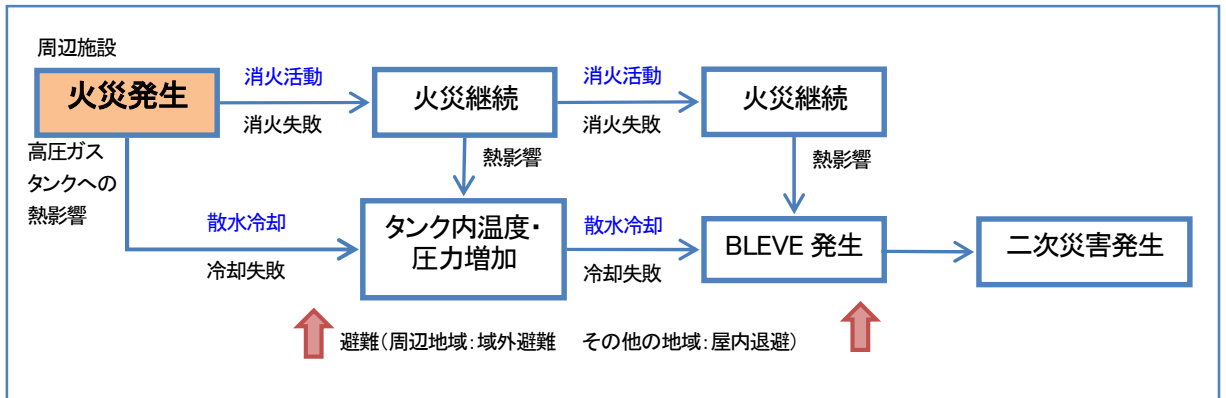 周辺施設
火災発生
消火活動
消火失敗
火災継続
消火活動
消火失敗
火災継続
高圧ガス
タンクへの
熱影響
熱影響
熱影響
散水冷却
冷却失敗
タンク内温度・
圧力増加
散水冷却
冷却失敗
BLEVE 発生
二次災害発生
避難(周辺地域:域外避難　その他の地域:屋内退避)